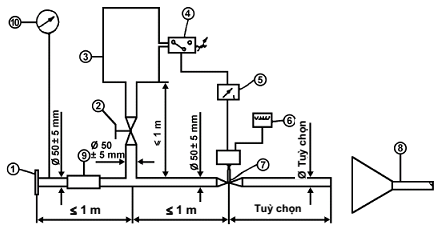 10
4
3
5
2
6
Ø 50 ± 5 mm
Ø 50
± 5 mm
≤ 1 m
Ø 50 ± 5 mm
Ø Tuỳ chọn
1
9
7
8
≤ 1 m
≤ 1 m
Tuỳ chọn